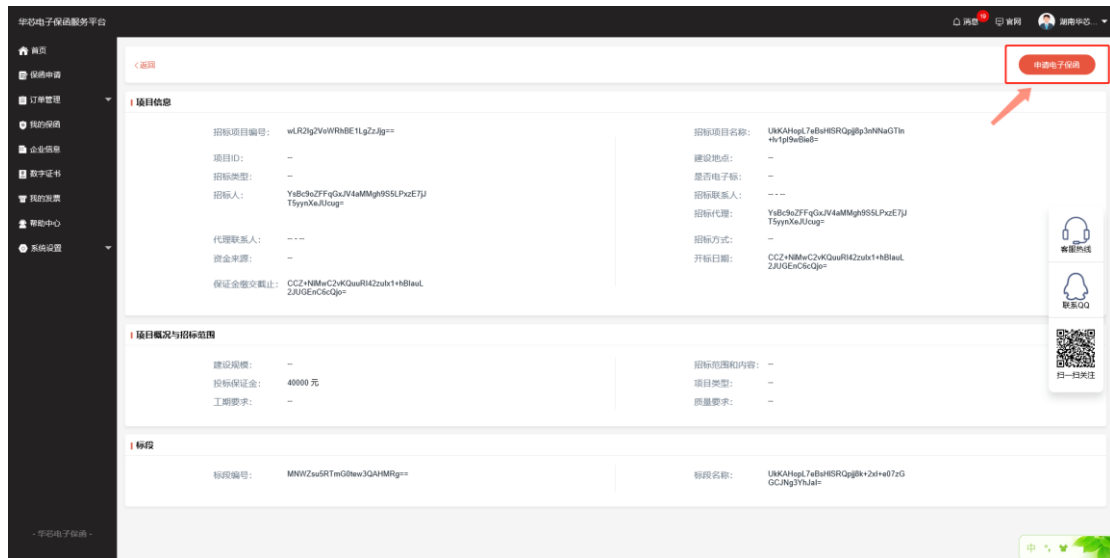 华芯电子保函服务平台
消息
官网
湖南华芯...
首页
保函申请
订单管理
我的保函
企业信息
数字证书
我的发票
帮助中心
系统设置
- 华芯电子保函 -
<返回
申请电子保函
项目信息
招标项目编号: wLR2Ig2VoWRhBE1LgZzJjg==
招标项目名称: UkKAHopL7eBsHlSRQpjj8p3nNNaGTIn
+Iv1pI9wBie8=
项目ID: --
建设地点: --
招标类型: --
是否电子标: --
招标人: YsBc9oZFFqGxJV4aMMgh9S5LPxzE7jJ
T5yynXeJUcug=
招标联系人: -- - --
招标代理: YsBc9oZFFqGxJV4aMMgh9S5LPxzE7jJ
T5yynXeJUcug=
代理联系人: -- - --
招标方式: --
资金来源: --
开标日期: CCZ+NlMwC2vKQuuRI42zuIx1+hBlauL
2JUGEnC6cQjo=
保证金缴交截止: CCZ+NlMwC2vKQuuRI42zuIx1+hBlauL
2JUGEnC6cQjo=
项目概况与招标范围
建设规模: --
招标范围和内容: --
投标保证金: 40000 元
项目类型: --
工期要求: --
质量要求: --
标段
标段编号: MNWZsu5RTmG0tew3QAHMRg==
标段名称: UkKAHopL7eBsHlSRQpjj8k+2xl+e07zG
GCJNg3YhJaI=
客服热线
联系QQ
扫一扫关注
中